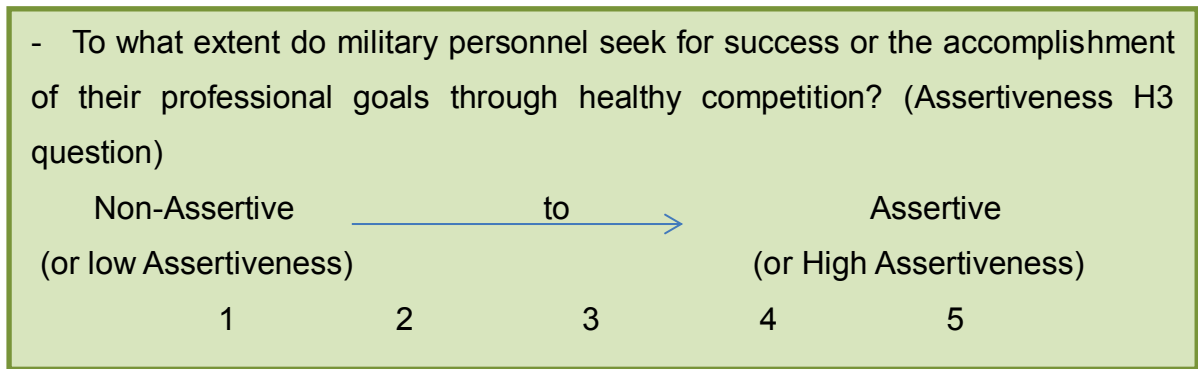 - To what extent do military personnel seek for success or the accomplishment
of their professional goals through healthy competition? (Assertiveness H3
question)
Non-Assertive to Assertive
(or low Assertiveness) (or High Assertiveness)
1 2 3 4 5